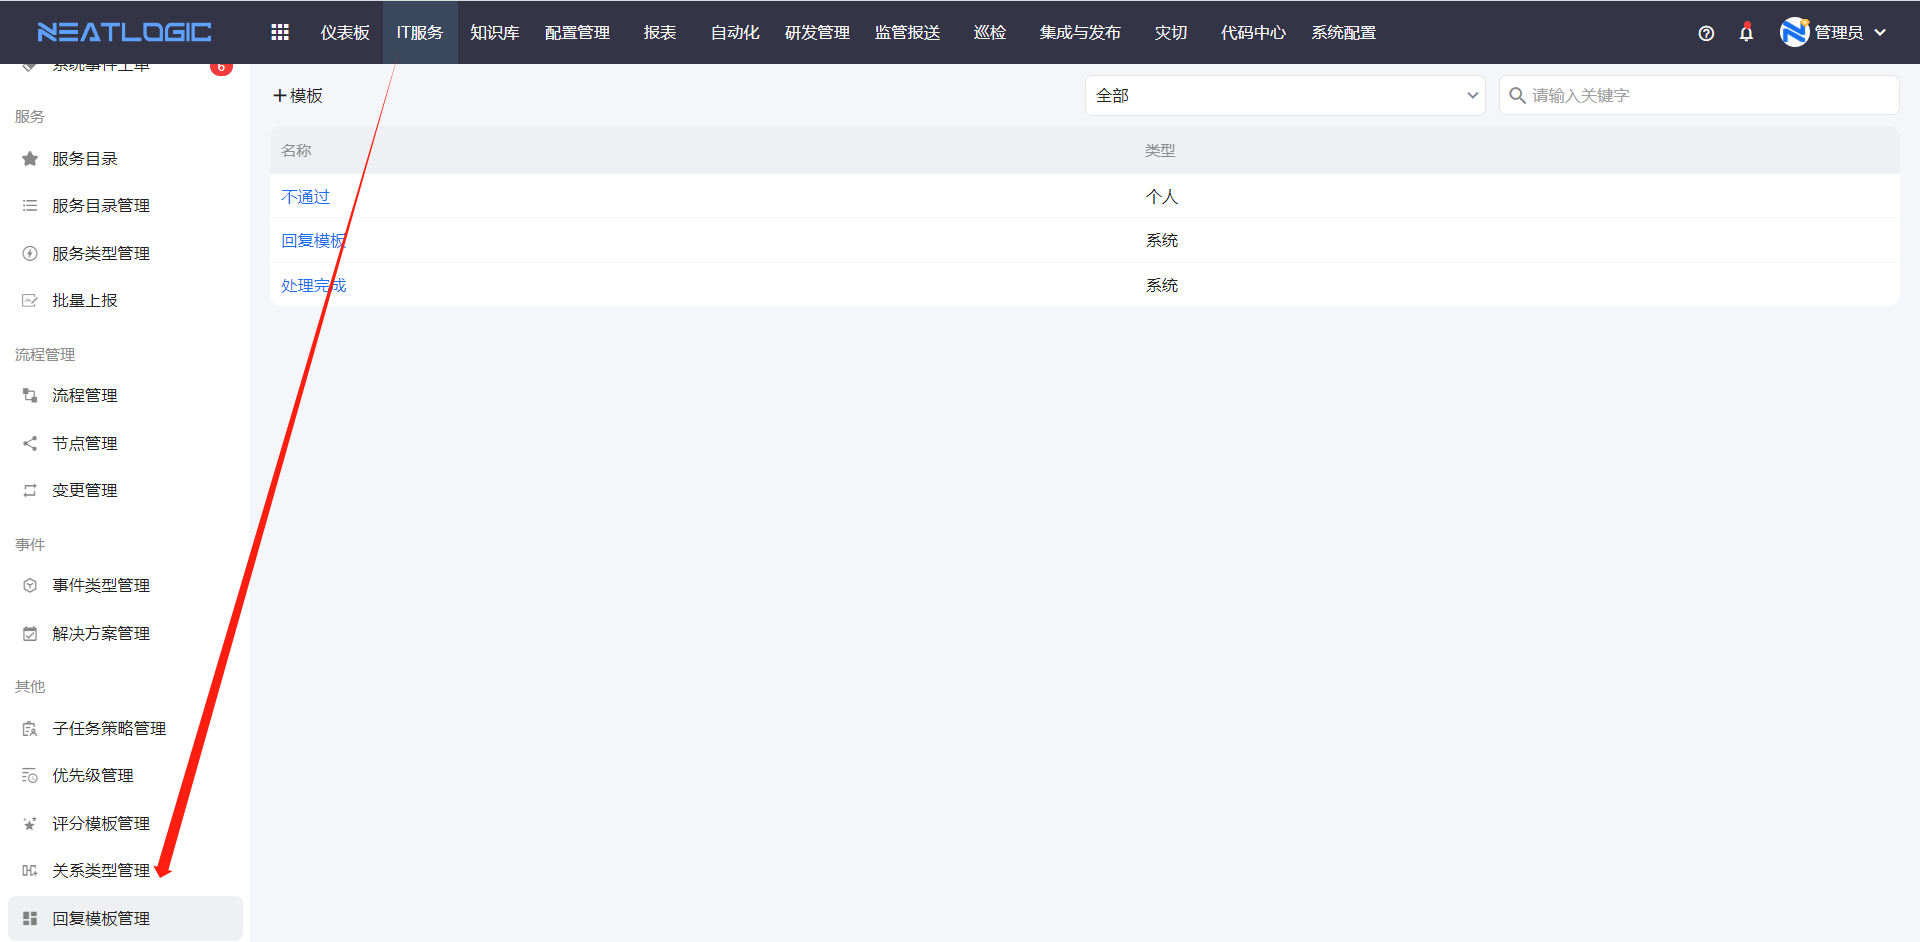 NEATLOGIC 仪表板 IT服务 知识库 配置管理 报表 自动化 研发管理 监管报送 巡检 集成与发布 灾切 代码中心 系统配置 管理员
系统事件上单 6
服务
服务目录
服务目录管理
服务类型管理
批量上报
流程管理
流程管理
节点管理
变更管理
事件
事件类型管理
解决方案管理
其他
子任务策略管理
优先级管理
评分模板管理
关系类型管理
回复模板管理
模板 全部 请输入关键字
名称 类型
不通过 个人
回复模板 系统
处理完成 系统